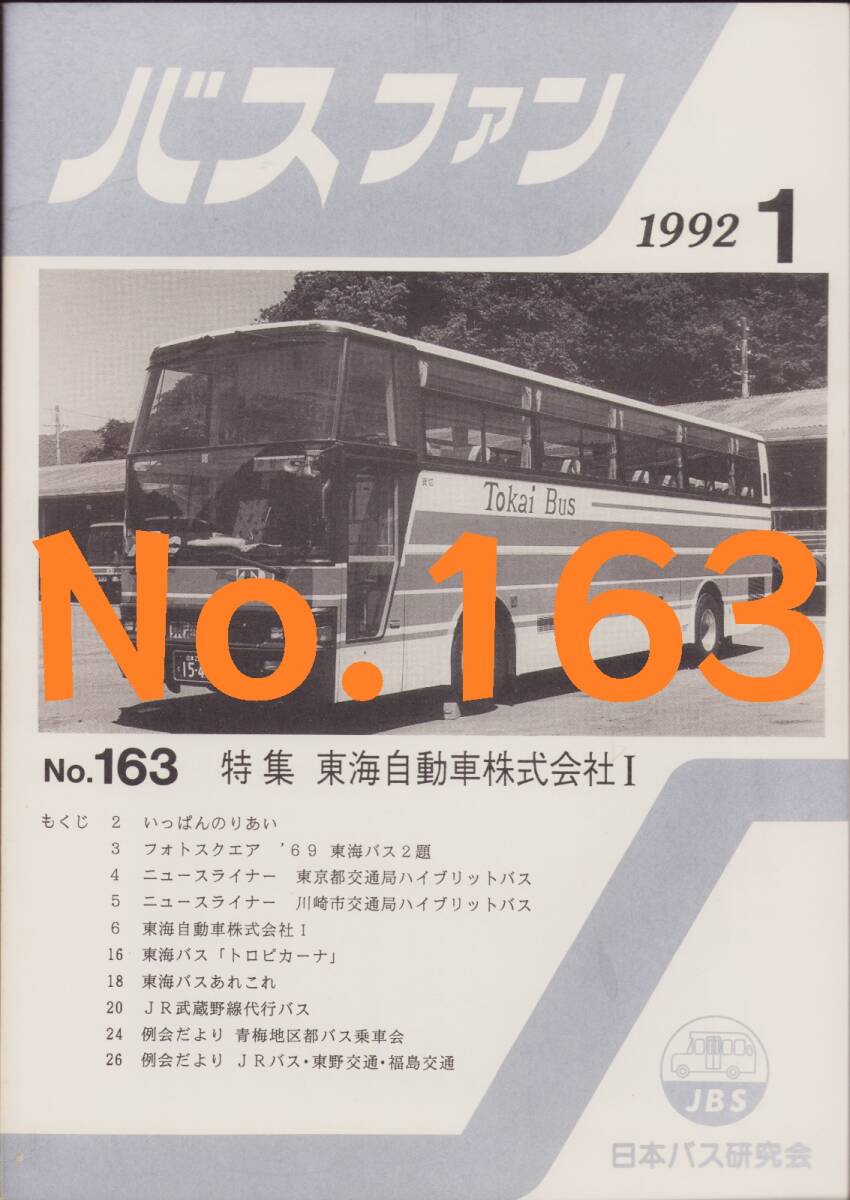 バスファン
1992 1
貸切
Tokai Bus
No.163
No.163 特集 東海自動車株式会社Ⅰ
もくじ 2 いっぱんのりあい
3 フォトスクエア '69 東海バス2題
4 ニュースライナー 東京都交通局ハイブリットバス
5 ニュースライナー 川崎市交通局ハイブリットバス
6 東海自動車株式会社Ⅰ
16 東海バス「トロピカーナ」
18 東海バスあれこれ
20 JR武蔵野線代行バス
24 例会だより 青梅地区都バス乗車会
26 例会だより JRバス・東野交通・福島交通
JBS
日本バス研究会